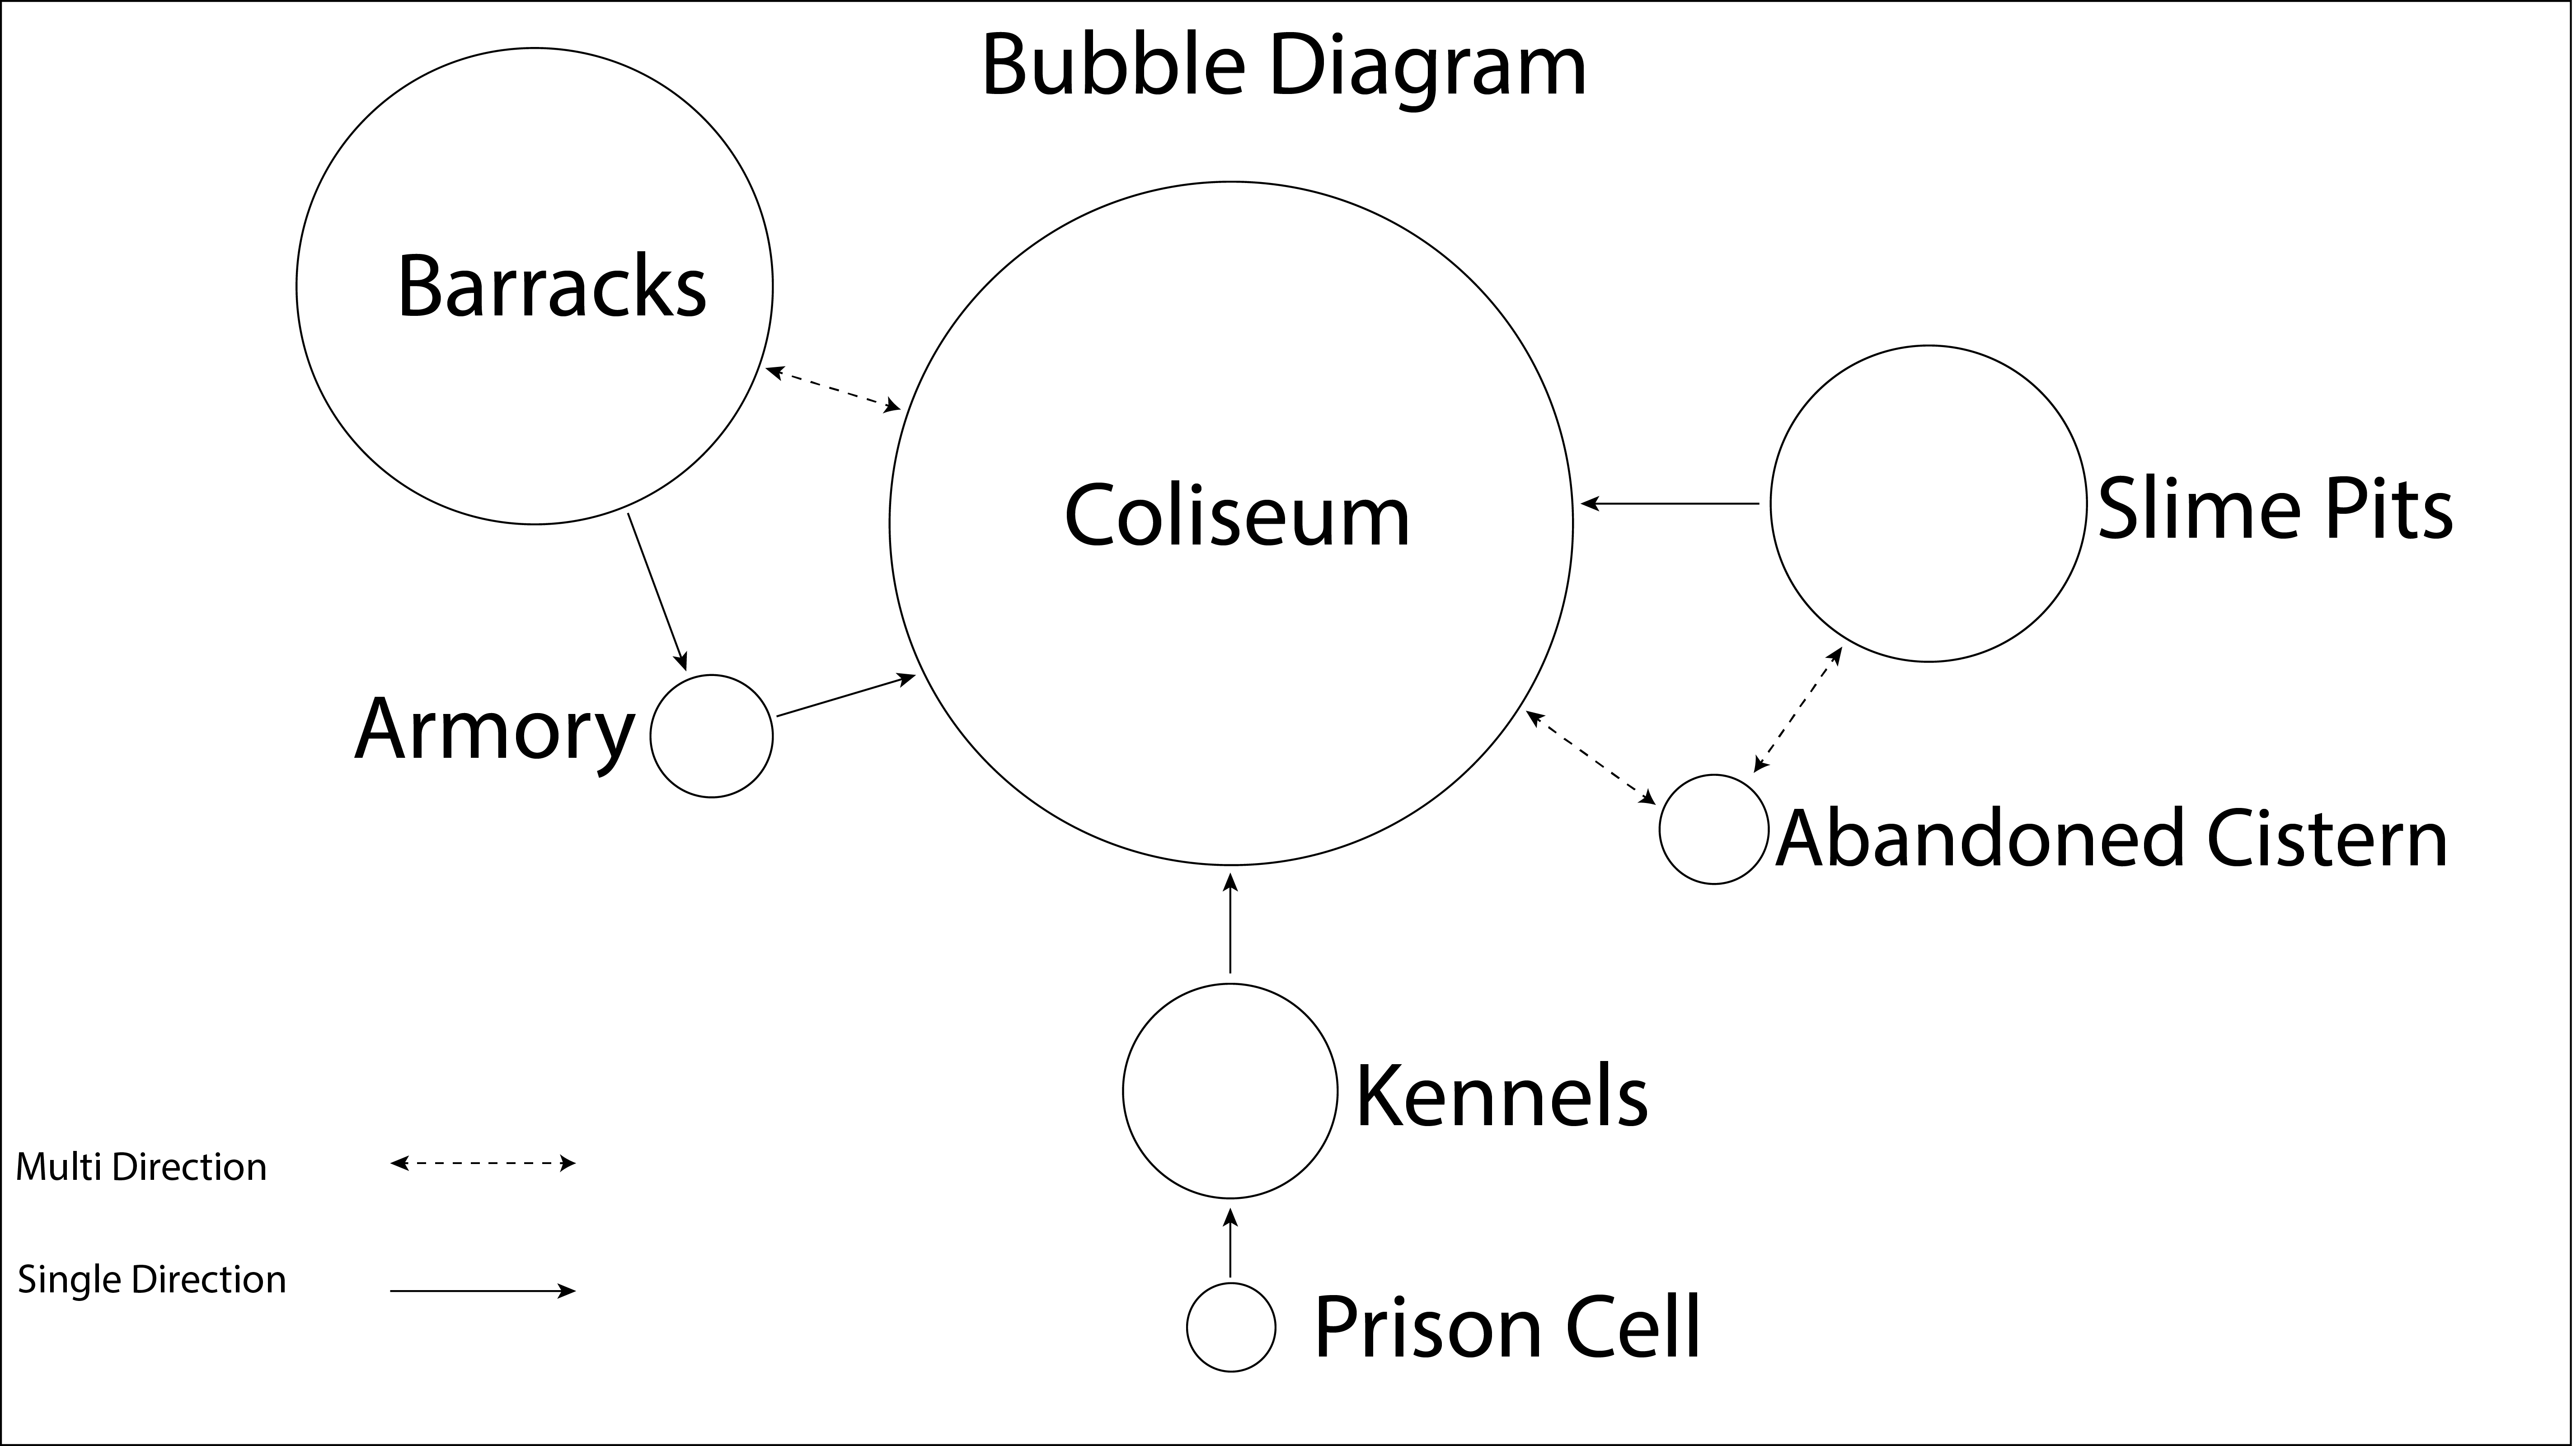 Bubble Diagram
Barracks
Coliseum
Slime Pits
Armory
Abandoned Cistern
Kennels
Multi Direction
Single Direction
Prison Cell